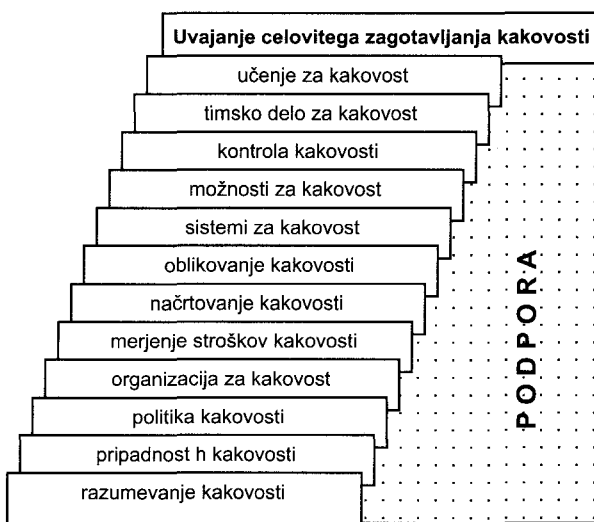 Uvajanje celovitega zagotavljanja kakovosti
učenje za kakovost
timsko delo za kakovost
kontrola kakovosti
možnosti za kakovost
sistemi za kakovost
oblikovanje kakovosti
načrtovanje kakovosti
merjenje stroškov kakovosti
organizacija za kakovost
politika kakovosti
pripadnost h kakovosti
razumevanje kakovosti
PODPORA